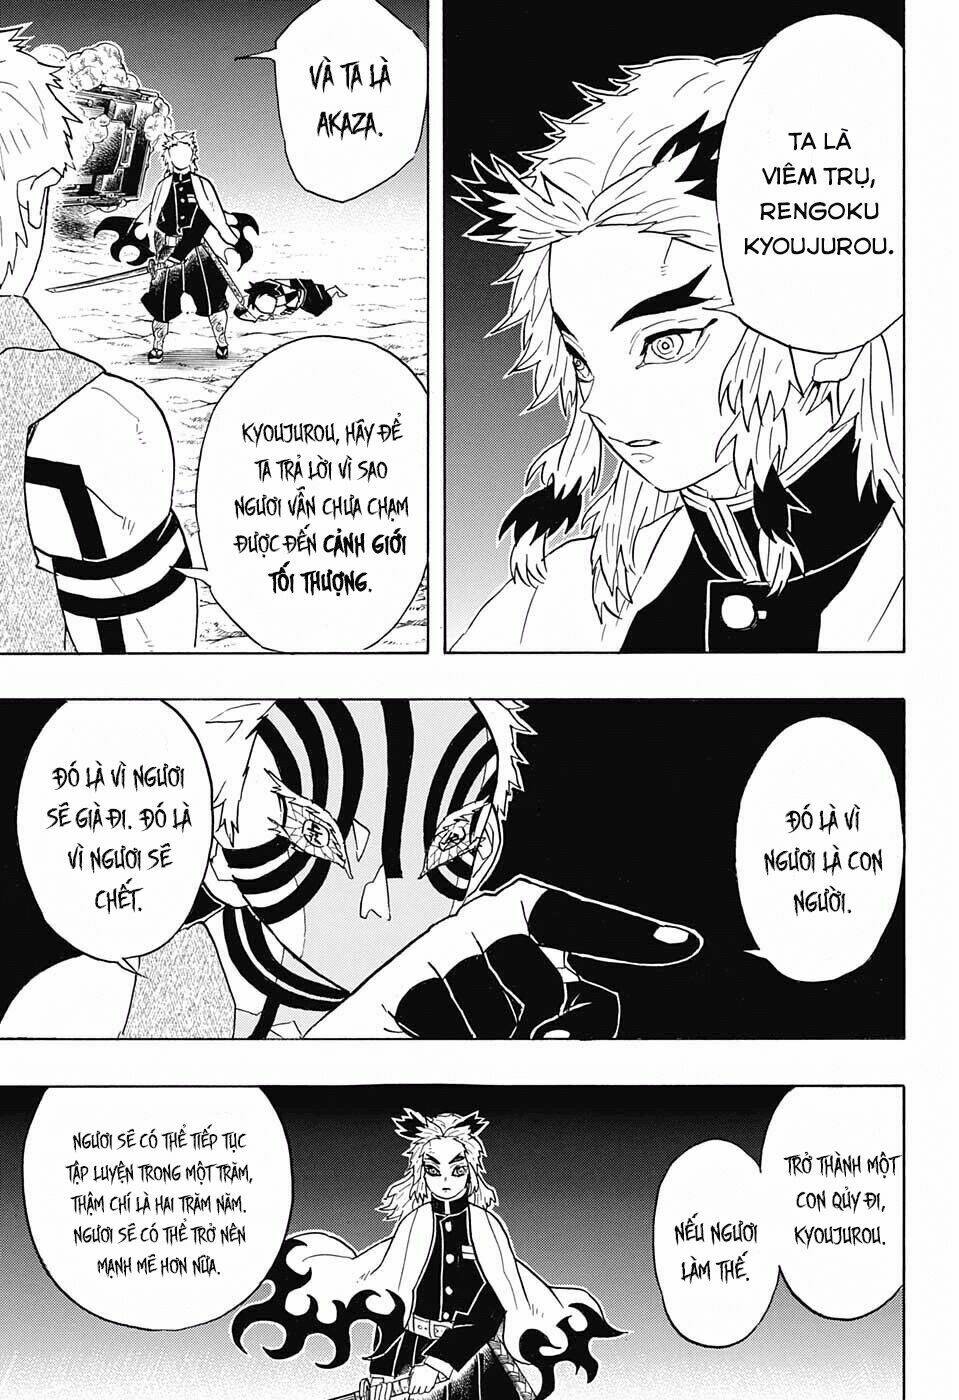 TA LÀ
VIÊM TRỤ,
RENGOKU
KYOUJUROU.
VÀ TA LÀ
AKAZA.
KYOUJUROU, HÃY ĐỂ
TA TRẢ LỜI VÌ SAO
NGƯƠI VẪN CHƯA CHẠM
ĐƯỢC ĐẾN CẢNH GIỚI
TỐI THƯỢNG.
ĐÓ LÀ VÌ
NGƯƠI LÀ CON
NGƯỜI.
ĐÓ LÀ VÌ NGƯƠI
SẼ GIÀ ĐI. ĐÓ LÀ
VÌ NGƯƠI SẼ
CHẾT.
TRỞ THÀNH MỘT
CON QỦY ĐI,
KYOUJUROU.
NẾU NGƯƠI
LÀM THẾ.
NGƯƠI SẼ CÓ THỂ TIẾP TỤC
TẬP LUYỆN TRONG MỘT TRĂM,
THẬM CHÍ LÀ HAI TRĂM NĂM.
NGƯƠI SẼ CÓ THỂ TRỞ NÊN
MẠNH MẼ HƠN NỮA.